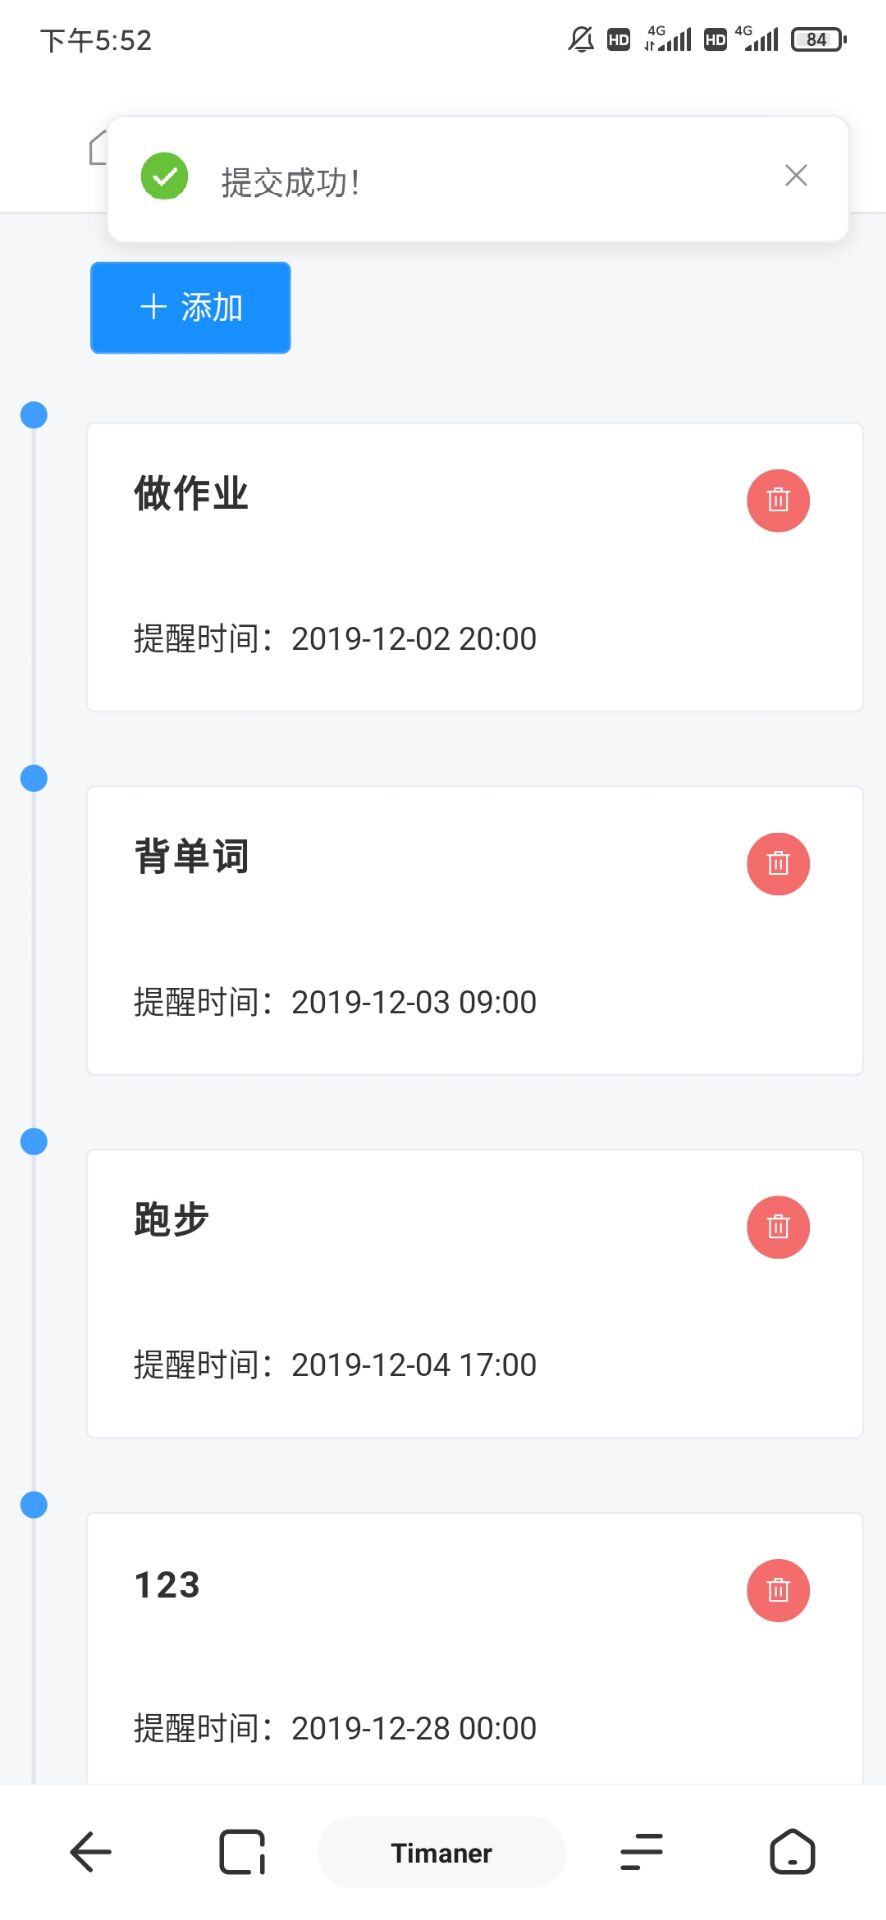 下午5:52 HD 4G HD 4G 84
提交成功！
添加
做作业
提醒时间：2019-12-02 20:00
背单词
提醒时间：2019-12-03 09:00
跑步
提醒时间：2019-12-04 17:00
123
提醒时间：2019-12-28 00:00
Timaner